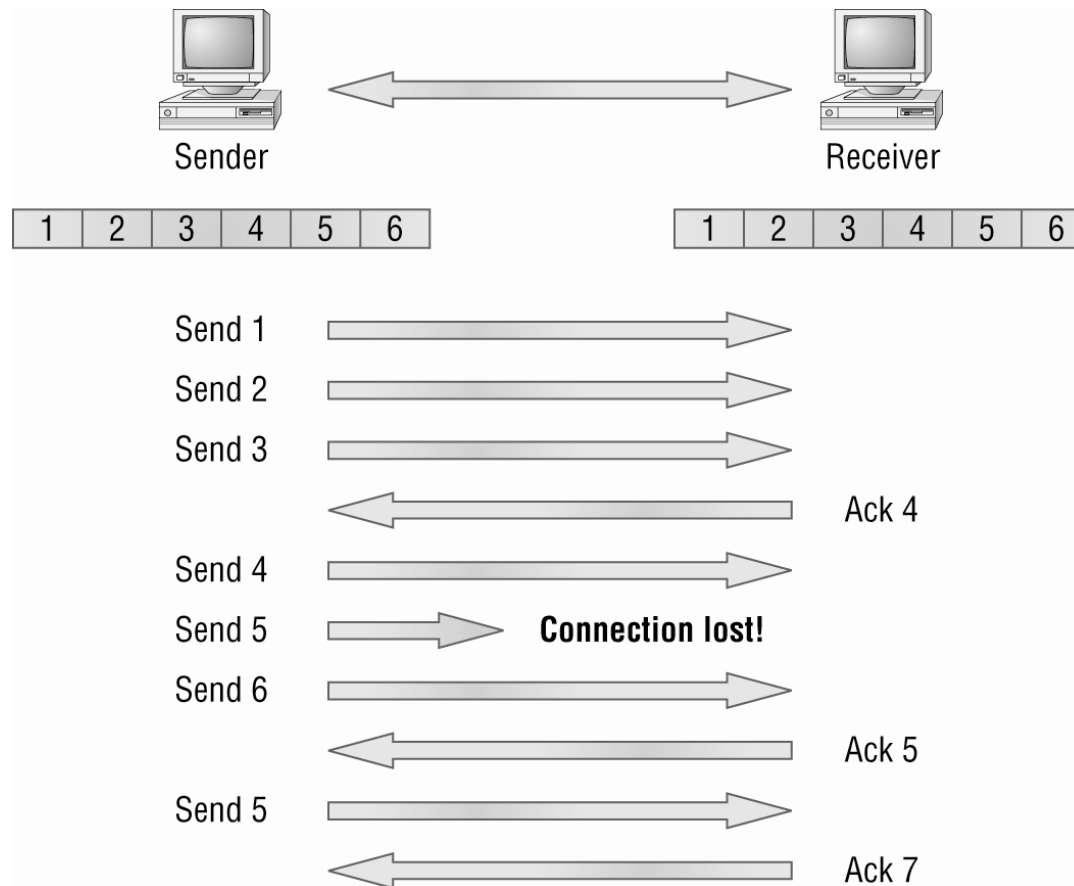 Sender Receiver
1 2 3 4 5 6 1 2 3 4 5 6
Send 1
Send 2
Send 3
Ack 4
Send 4
Send 5 Connection lost!
Send 6
Ack 5
Send 5
Ack 7